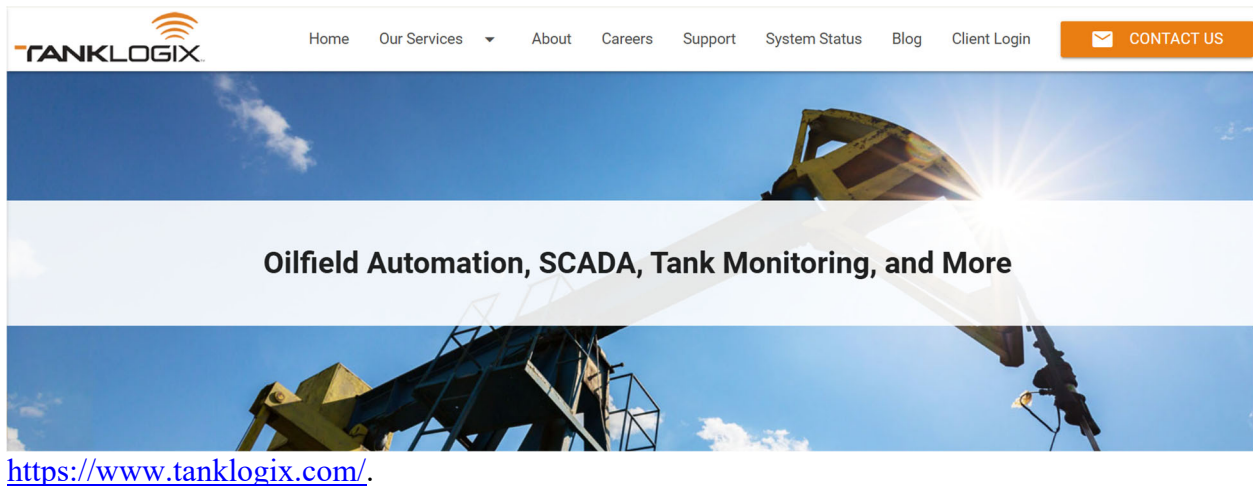 TANKLOGIX
Home Our Services About Careers Support System Status Blog Client Login CONTACT US
Oilfield Automation, SCADA, Tank Monitoring, and More
https://www.tanklogix.com/.